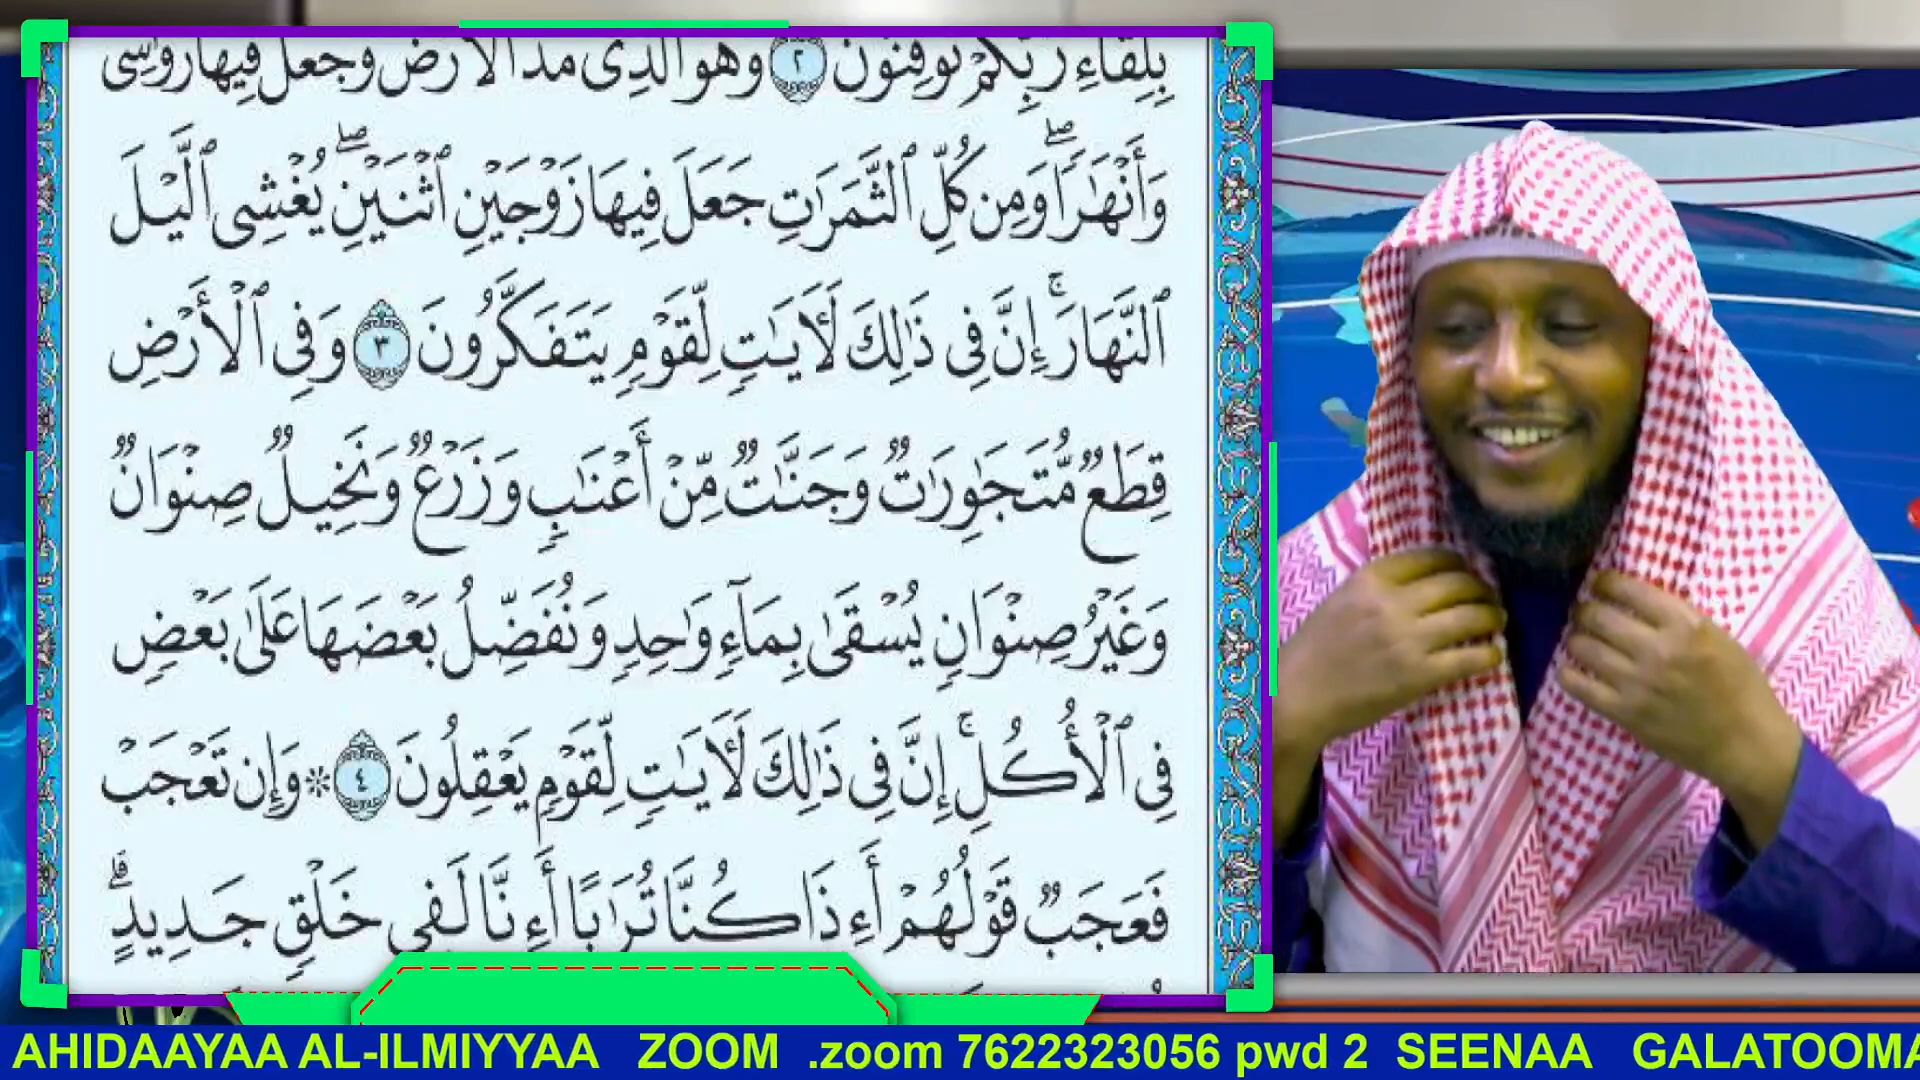 بِلِقَآءِ رَبِّكُمْ تُوقِنُونَ ٢ وَهُوَ ٱلَّذِى مَدَّ ٱلْأَرْضَ وَجَعَلَ فِيهَا رَوَٰسِىَ
وَأَنْهَٰرًاۖ وَمِن كُلِّ ٱلثَّمَرَٰتِ جَعَلَ فِيهَا زَوْجَيْنِ ٱثْنَيْنِۖ يُغْشِى ٱلَّيْلَ
ٱلنَّهَارَۚ إِنَّ فِى ذَٰلِكَ لَـَٔايَٰتٍ لِّقَوْمٍ يَتَفَكَّرُونَ ٣ وَفِى ٱلْأَرْضِ
قِطَعٌ مُّتَجَٰوِرَٰتٌ وَجَنَّٰتٌ مِّنْ أَعْنَٰبٍ وَزَرْعٌ وَنَخِيلٌ صِنْوَانٌ
وَغَيْرُ صِنْوَانٍ يُسْقَىٰ بِمَآءٍ وَٰحِدٍ وَنُفَضِّلُ بَعْضَهَا عَلَىٰ بَعْضٍ
فِى ٱلْأُكُلِۚ إِنَّ فِى ذَٰلِكَ لَـَٔايَٰتٍ لِّقَوْمٍ يَعْقِلُونَ ٤ ۞ وَإِن تَعْجَبْ
فَعَجَبٌ قَوْلُهُمْ أَءِذَا كُنَّا تُرَٰبًا أَءِنَّا لَفِى خَلْقٍ جَدِيدٍۗ
AHIDAAYAA AL-ILMIYYAA ZOOM .zoom 7622323056 pwd 2 SEENAA GALATOOMA